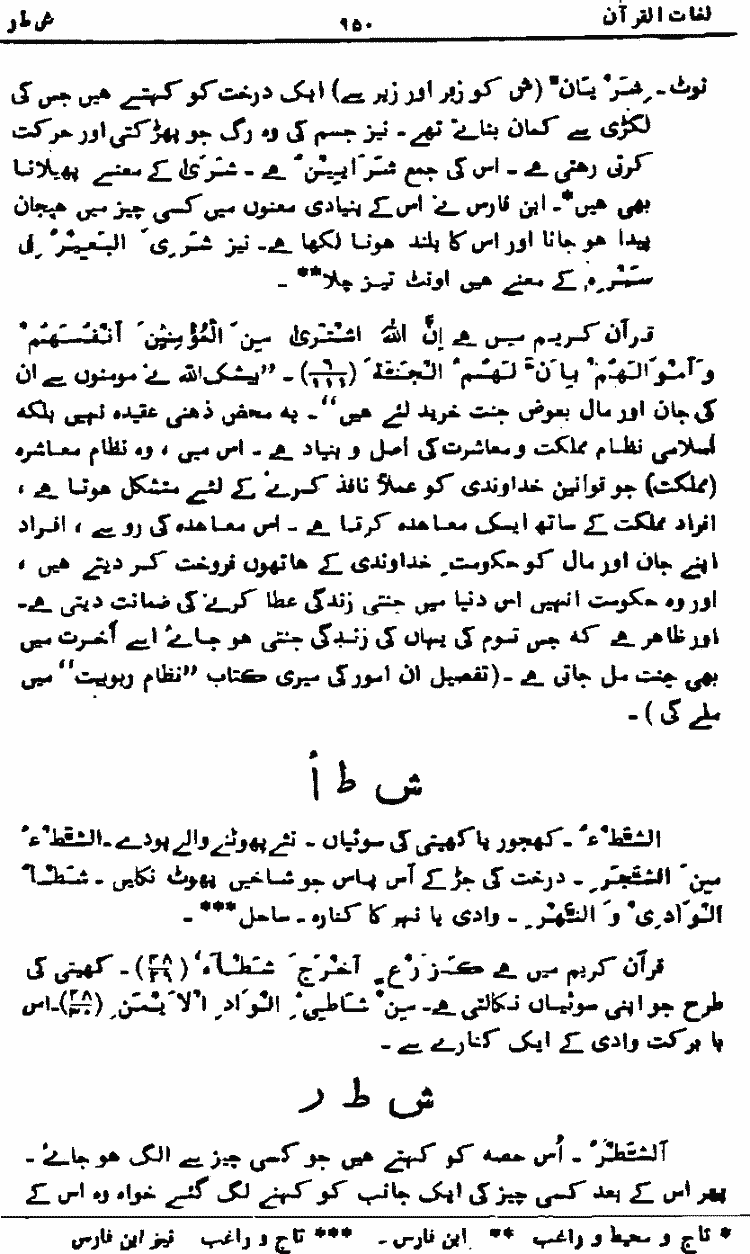 لغات القرآن ۹۵۰ ش ط ر
نوٹ۔ شَرْیَانٌ (ش کو زبر اور زیر سے) ایک درخت کو کہتے ہیں جس کی
لکڑی سے کمان بناتے تھے۔ نیز جسم کی وہ رگ جو پھڑکتی اور حرکت
کرتی رہتی ہے۔ اس کی جمع شَرَایِیْنُ ہے۔ شَرَیٰ کے معنے پھیلانا
بھی ہیں*۔ ابن فارس نے اس کے بنیادی معنوں میں کسی چیز میں ہیجان
پیدا ہو جانا اور اس کا بلند ہونا لکھا ہے۔ نیز شَرِیَ الْبَعِیْرُ فِی
سَیْرِہٖ کے معنے ہیں اونٹ تیز چلا**۔
قرآن کریم میں ہے اِنَّ اللہَ اشْتَرَیٰ مِنَ الْمُؤْمِنِیْنَ اَنْفُسَھُمْ
وَ اَمْوَالَھُمْ بِاَنَّ لَھُمُ الْجَنَّةَ (۹/۱۱۱)۔ ”بیشک اللہ نے مومنوں سے ان
کی جان اور مال بعوض جنت خرید لئے ہیں“۔ یہ محض ذہنی عقیدہ نہیں بلکہ
اسلامی نظام مملکت و معاشرت کی اصل و بنیاد ہے۔ اس میں ، وہ نظام معاشرہ
(مملکت) جو قوانین خداوندی کو عملاً نافذ کرنے کے لئے متشکل ہوتا ہے ،
افراد مملکت کے ساتھ ایک معاہدہ کرتا ہے۔ اس معاہدہ کی رو سے ، افراد
اپنے جان اور مال کو حکومتِ خداوندی کے ہاتھوں فروخت کر دیتے ہیں ،
اور وہ حکومت انہیں اس دنیا میں جنتی زندگی عطا کرنے کی ضمانت دیتی ہے۔
اور ظاہر ہے کہ جس قوم کی یہاں کی زندگی جنتی ہو جائے اسے آخرت میں
بھی جنت مل جاتی ہے۔ (تفصیل ان امور کی میری کتاب ”نظام ربوبیت“ میں
ملے گی)۔
ش ط أ
الشَّطْءُ۔ کھجور یا کھیتی کی سوئیاں۔ نئے پھوٹنے والے پودے۔ الشَّطْءُ
مِنَ الشَّجَرِ۔ درخت کی جڑ کے آس پاس جو شاخیں پھوٹ نکلیں۔ شَطْأُ
الْوَادِیْ وَ النَّھْرِ۔ وادی یا نہر کا کنارہ۔ ساحل***۔
قرآن کریم میں ہے کَزَرْعٍ اَخْرَجَ شَطْأَہٗ (۴۸/۲۹)۔ کھیتی کی
طرح جو اپنی سوئیاں نکالتی ہے۔ مِنْ شَاطِیِٴ الْوَادِ الْاَیْمَنِ (۲۸/۳۰)۔ اس
با برکت وادی کے ایک کنارے سے۔
ش ط ر
اَلشَّطْرُ۔ اُس حصہ کو کہتے ہیں جو کسی چیز سے الگ ہو جائے۔
پھر اس کے بعد کسی چیز کی ایک جانب کو کہنے لگ گئے خواہ وہ اس کے
* تاج و محیط و راغب ** ابن فارس۔ *** تاج و راغب نیز ابن فارس